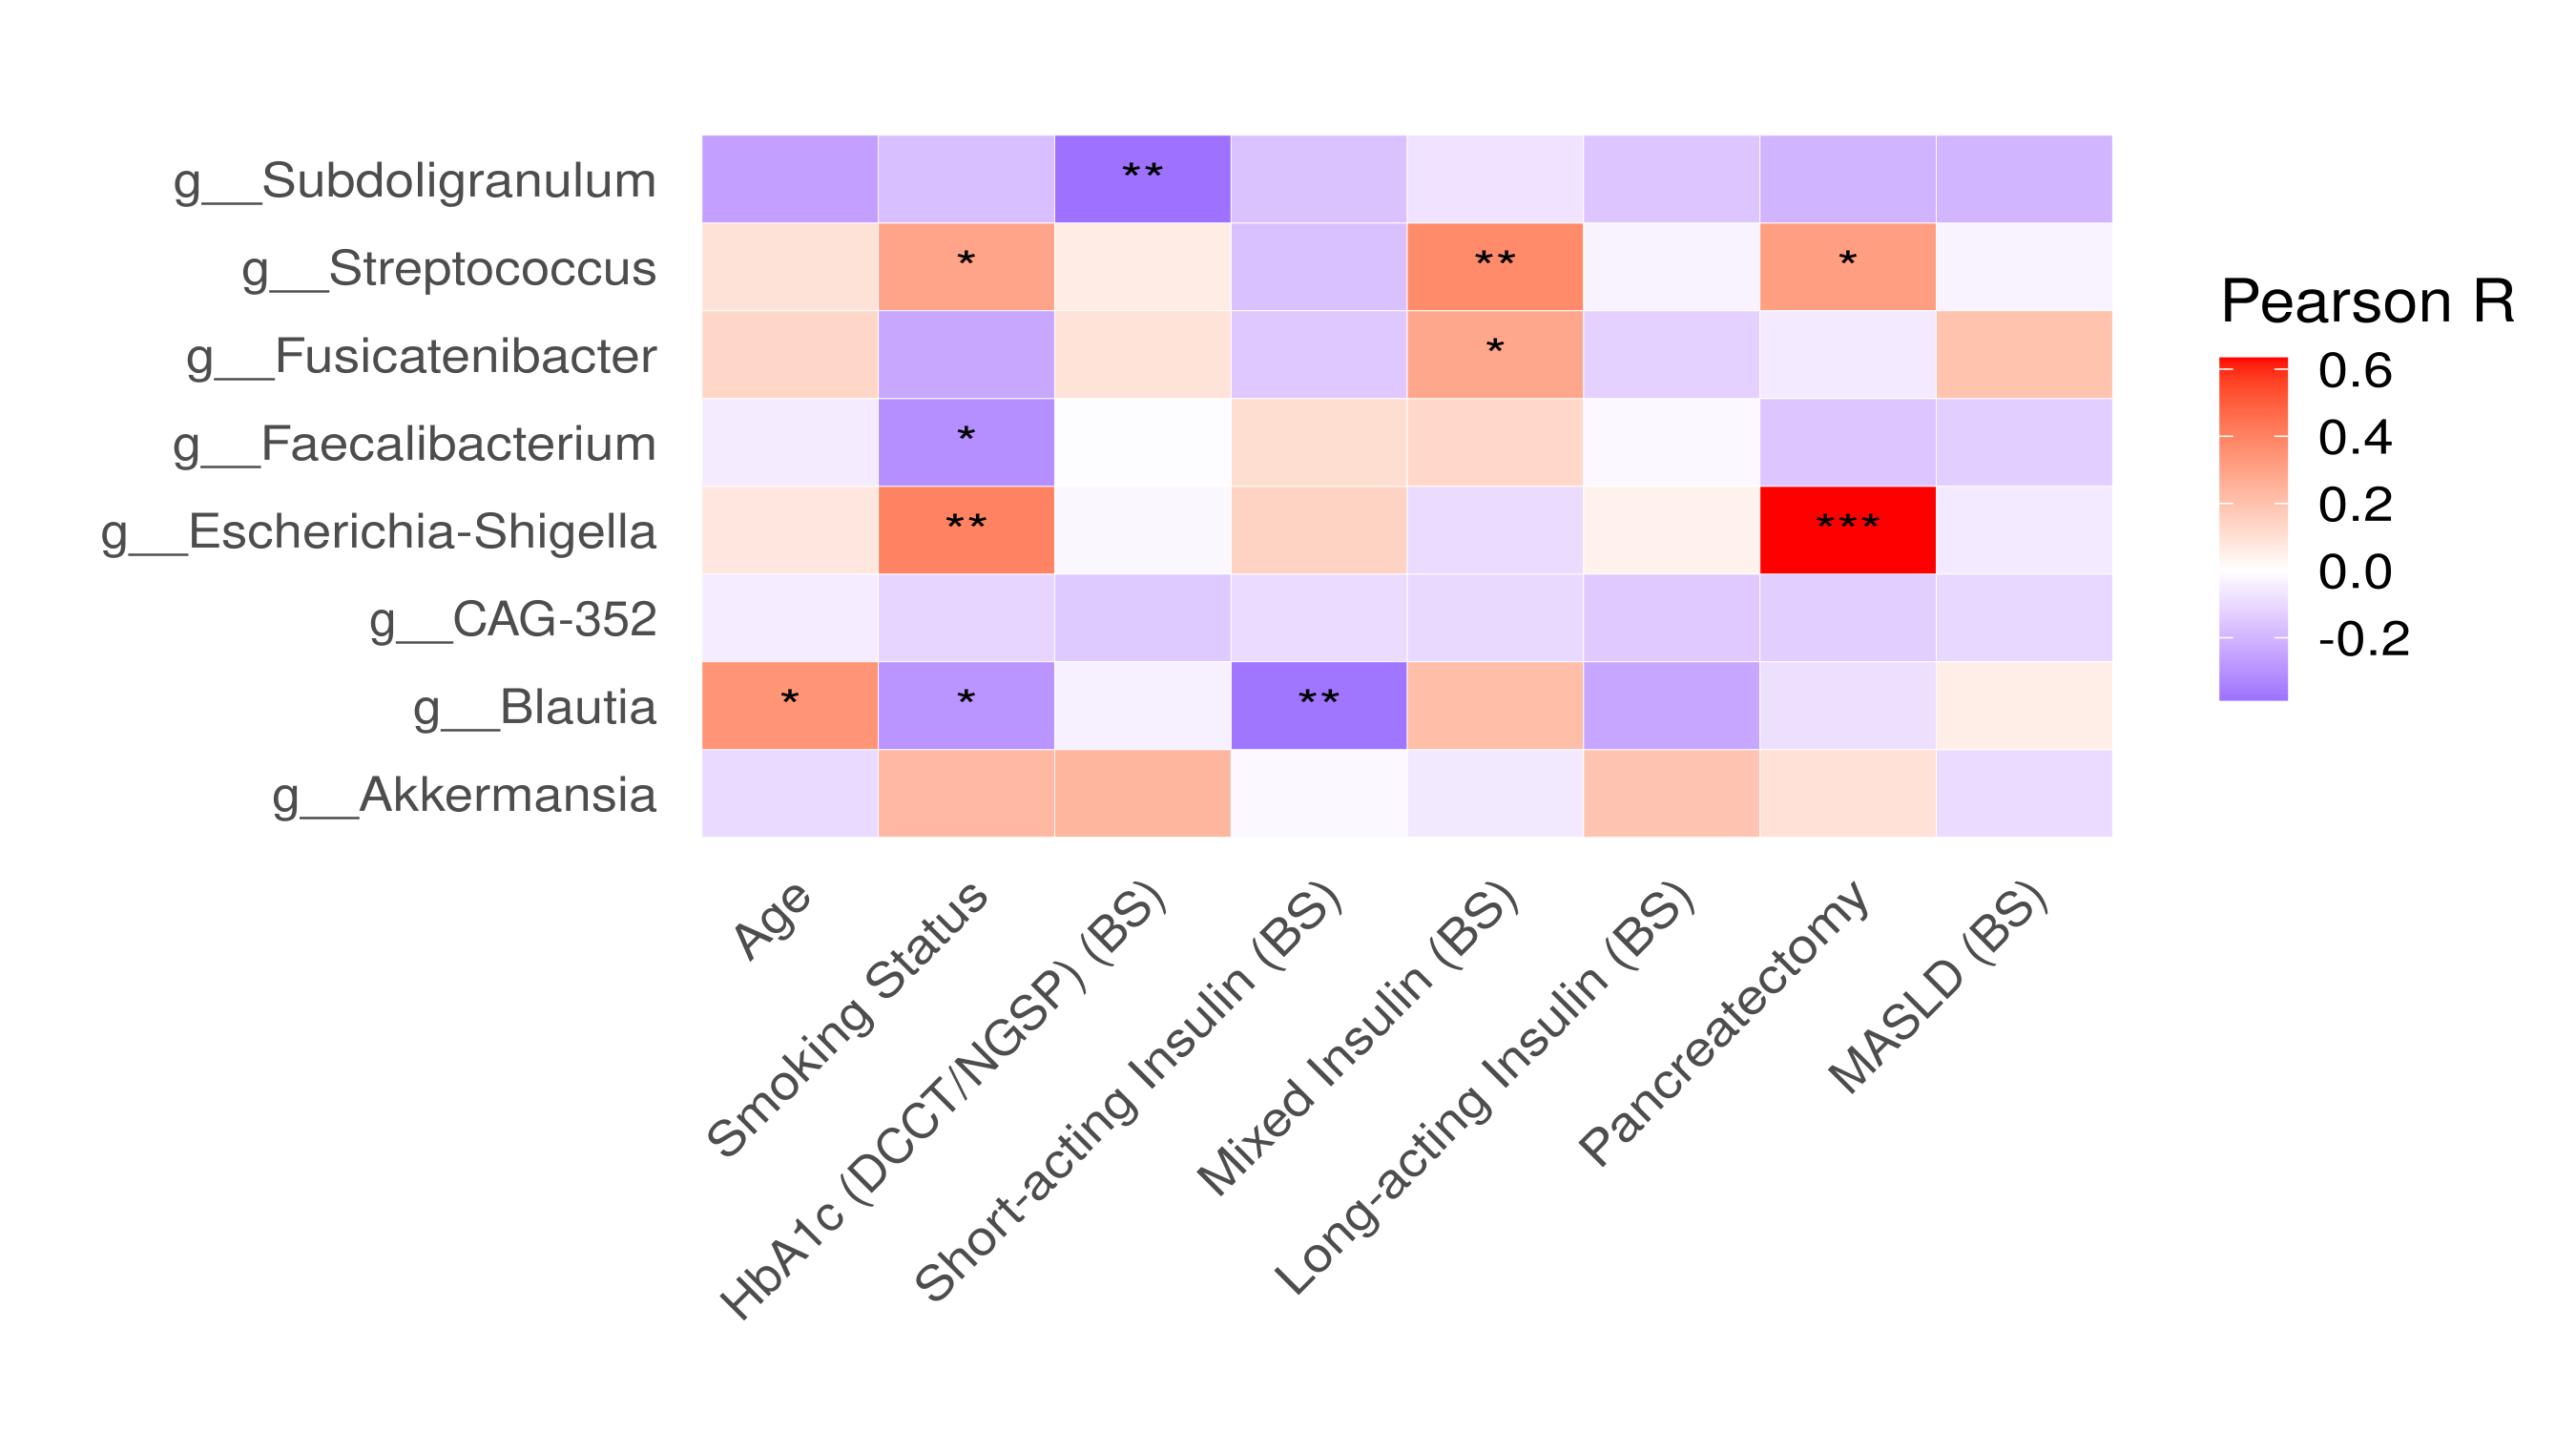 g__Subdoligranulum
**
g__Streptococcus
*
**
*
g__Fusicatenibacter
*
g__Faecalibacterium
*
g__Escherichia-Shigella
**
***
g__CAG-352
g__Blautia
*
*
**
g__Akkermansia
Age
Smoking Status
HbA1c (DCCT/NGSP) (BS)
Short-acting Insulin (BS)
Mixed Insulin (BS)
Long-acting Insulin (BS)
Pancreatectomy
MASLD (BS)
Pearson R
0.6
0.4
0.2
0.0
-0.2